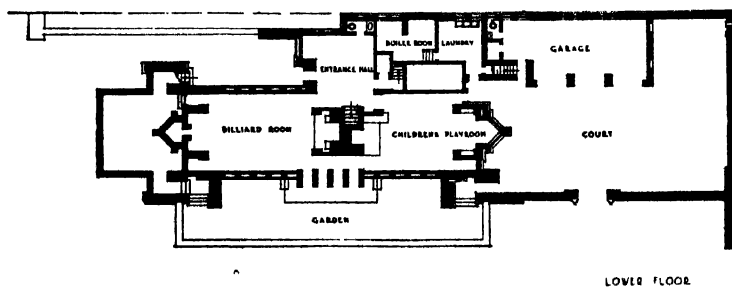 BOILER ROOM
LAUNDRY
GARAGE
ENTRANCE HALL
BILLIARD ROOM
CHILDRENS PLAYROOM
COURT
GARDEN
LOWER FLOOR